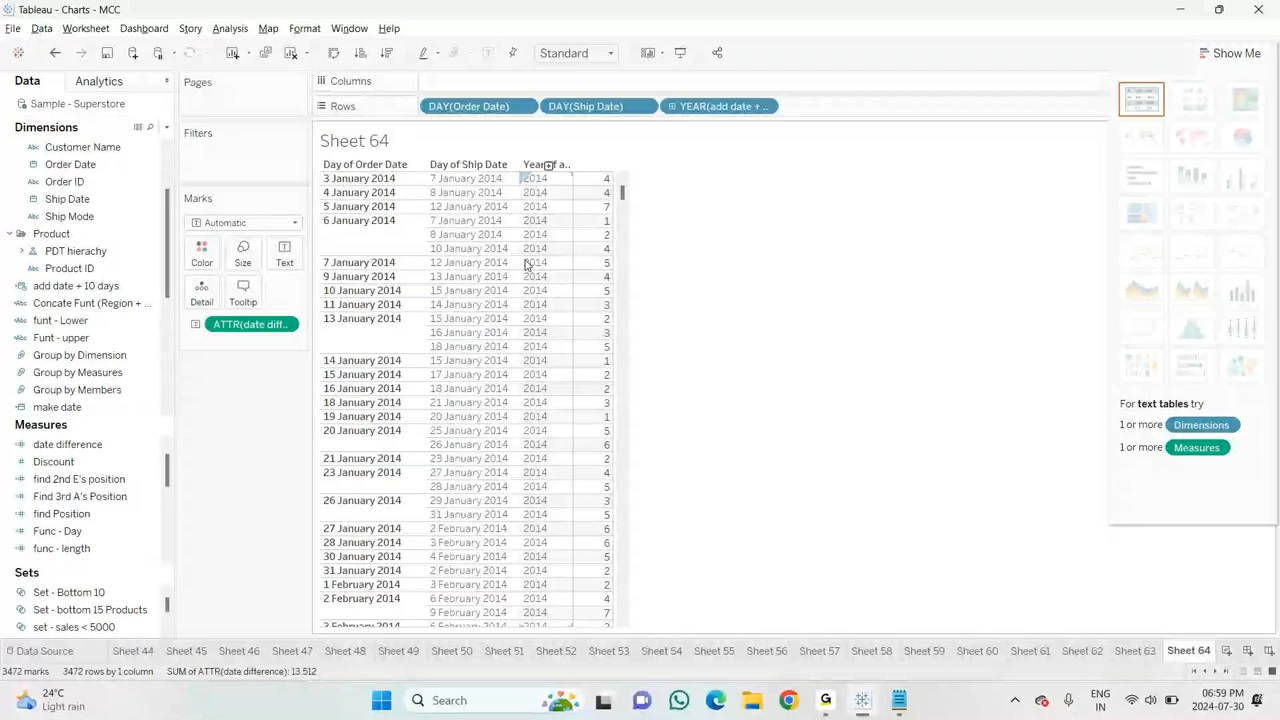 Tableau - Charts - MCC
File Data Worksheet Dashboard Story Analysis Map Format Window Help
Standard
Show Me
Data Analytics
Pages
Columns
Sample - Superstore
Rows DAY(Order Date) DAY(Ship Date) YEAR(add date + ..
Dimensions
Filters
Sheet 64
Customer Name
Order Date
Order ID
Ship Date
Ship Mode
Product
PDT hierachy
Product ID
add date + 10 days
Concate Funt (Region + ...
funt - Lower
Funt - upper
Group by Dimension
Group by Measures
Group by Members
make date
Measures
date difference
Discount
find 2nd E's position
Find 3rd A's Position
find Position
Func - Day
func - length
Sets
Set - Bottom 10
Set - bottom 15 Products
set - sales < 5000
Marks
Automatic
Color Size Text
Detail Tooltip
ATTR(date diff..
Day of Order Date Day of Ship Date Year of a..
3 January 2014 7 January 2014 2014 4
4 January 2014 8 January 2014 2014 4
5 January 2014 12 January 2014 2014 7
6 January 2014 7 January 2014 2014 1
8 January 2014 2014 2
10 January 2014 2014 4
7 January 2014 12 January 2014 2014 5
9 January 2014 13 January 2014 2014 4
10 January 2014 15 January 2014 2014 5
11 January 2014 14 January 2014 2014 3
13 January 2014 15 January 2014 2014 2
16 January 2014 2014 3
18 January 2014 2014 5
14 January 2014 15 January 2014 2014 1
15 January 2014 17 January 2014 2014 2
16 January 2014 18 January 2014 2014 2
18 January 2014 21 January 2014 2014 3
19 January 2014 20 January 2014 2014 1
20 January 2014 25 January 2014 2014 5
26 January 2014 2014 6
21 January 2014 23 January 2014 2014 2
23 January 2014 27 January 2014 2014 4
28 January 2014 2014 5
26 January 2014 29 January 2014 2014 3
31 January 2014 2014 5
27 January 2014 2 February 2014 2014 6
28 January 2014 3 February 2014 2014 6
30 January 2014 4 February 2014 2014 5
31 January 2014 2 February 2014 2014 2
1 February 2014 3 February 2014 2014 2
2 February 2014 6 February 2014 2014 4
9 February 2014 2014 7
3 February 2014 6 February 2014 2014 3
For text tables try
1 or more Dimensions
1 or more Measures
Data Source Sheet 44 Sheet 45 Sheet 46 Sheet 47 Sheet 48 Sheet 49 Sheet 50 Sheet 51 Sheet 52 Sheet 53 Sheet 54 Sheet 55 Sheet 56 Sheet 57 Sheet 58 Sheet 59 Sheet 60 Sheet 61 Sheet 62 Sheet 63 Sheet 64
3472 marks 3472 rows by 1 column SUM of ATTR(date difference): 13.512
24°C
Light rain
Search
ENG
IN
06:59 PM
2024-07-30